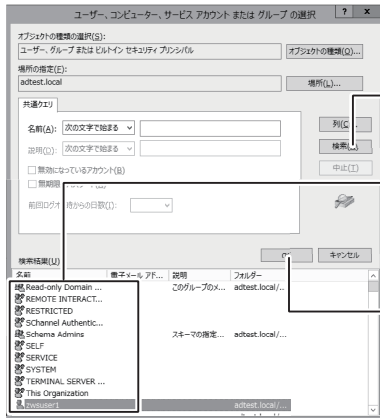 ユーザー、コンピューター、サービス アカウント または グループ の選択 ? x
オブジェクトの種類の選択(S):
ユーザー、グループ または ビルトイン セキュリティ プリンシパル オブジェクトの種類(O)...
場所の指定(F):
adtest.local 場所(L)...
共通クエリ
名前(A): 次の文字で始まる 列(C
説明(D): 次の文字で始まる 検索(
無効になっているアカウント(B) 中止(T)
無期限
前回ログオ 時からの日数(I):
キャンセル
検索結果(U)
名前 電子メール アド... 説明 フォルダー
Read-only Domain ... このグループのメ... adtest.local/..
REMOTE INTERACT...
RESTRICTED
SChannel Authentic...
Schema Admins スキーマの指定... adtest.local/...
SELF
SERVICE
SYSTEM
TERMINAL SERVER ...
This Organization
zwsuser1 adtest.local/...